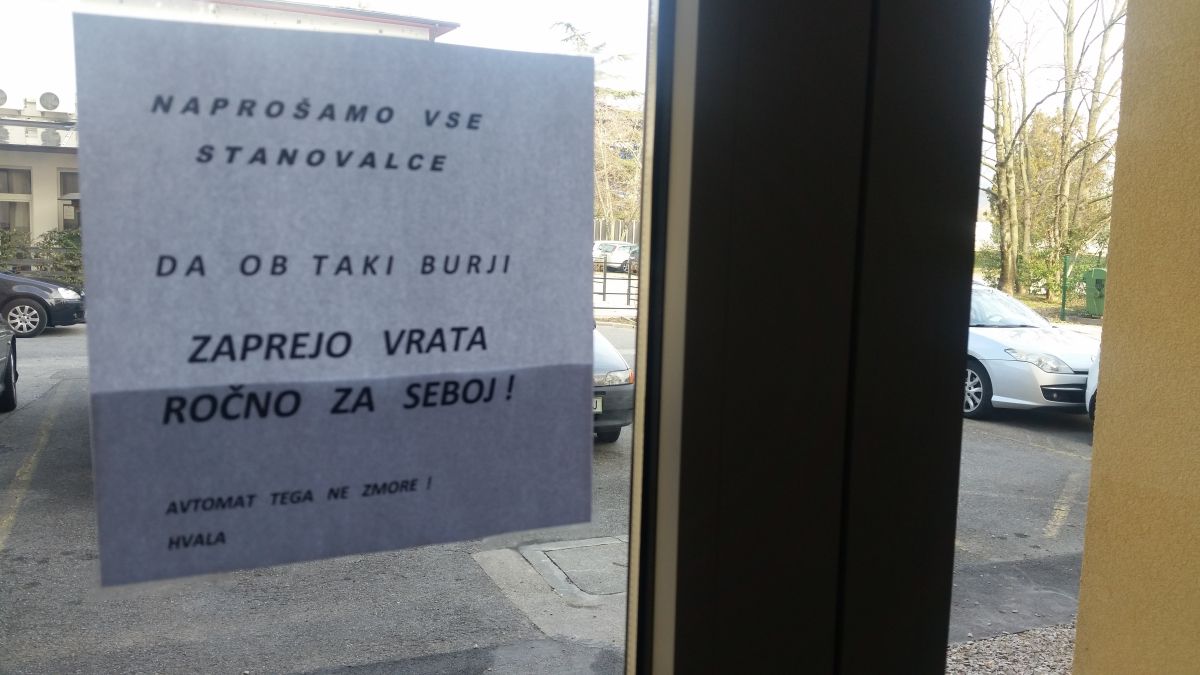 NAPROŠAMO VSE
STANOVALCE
DA OB TAKI BURJI
ZAPREJO VRATA
ROČNO ZA SEBOJ !
AVTOMAT TEGA NE ZMORE !
HVALA